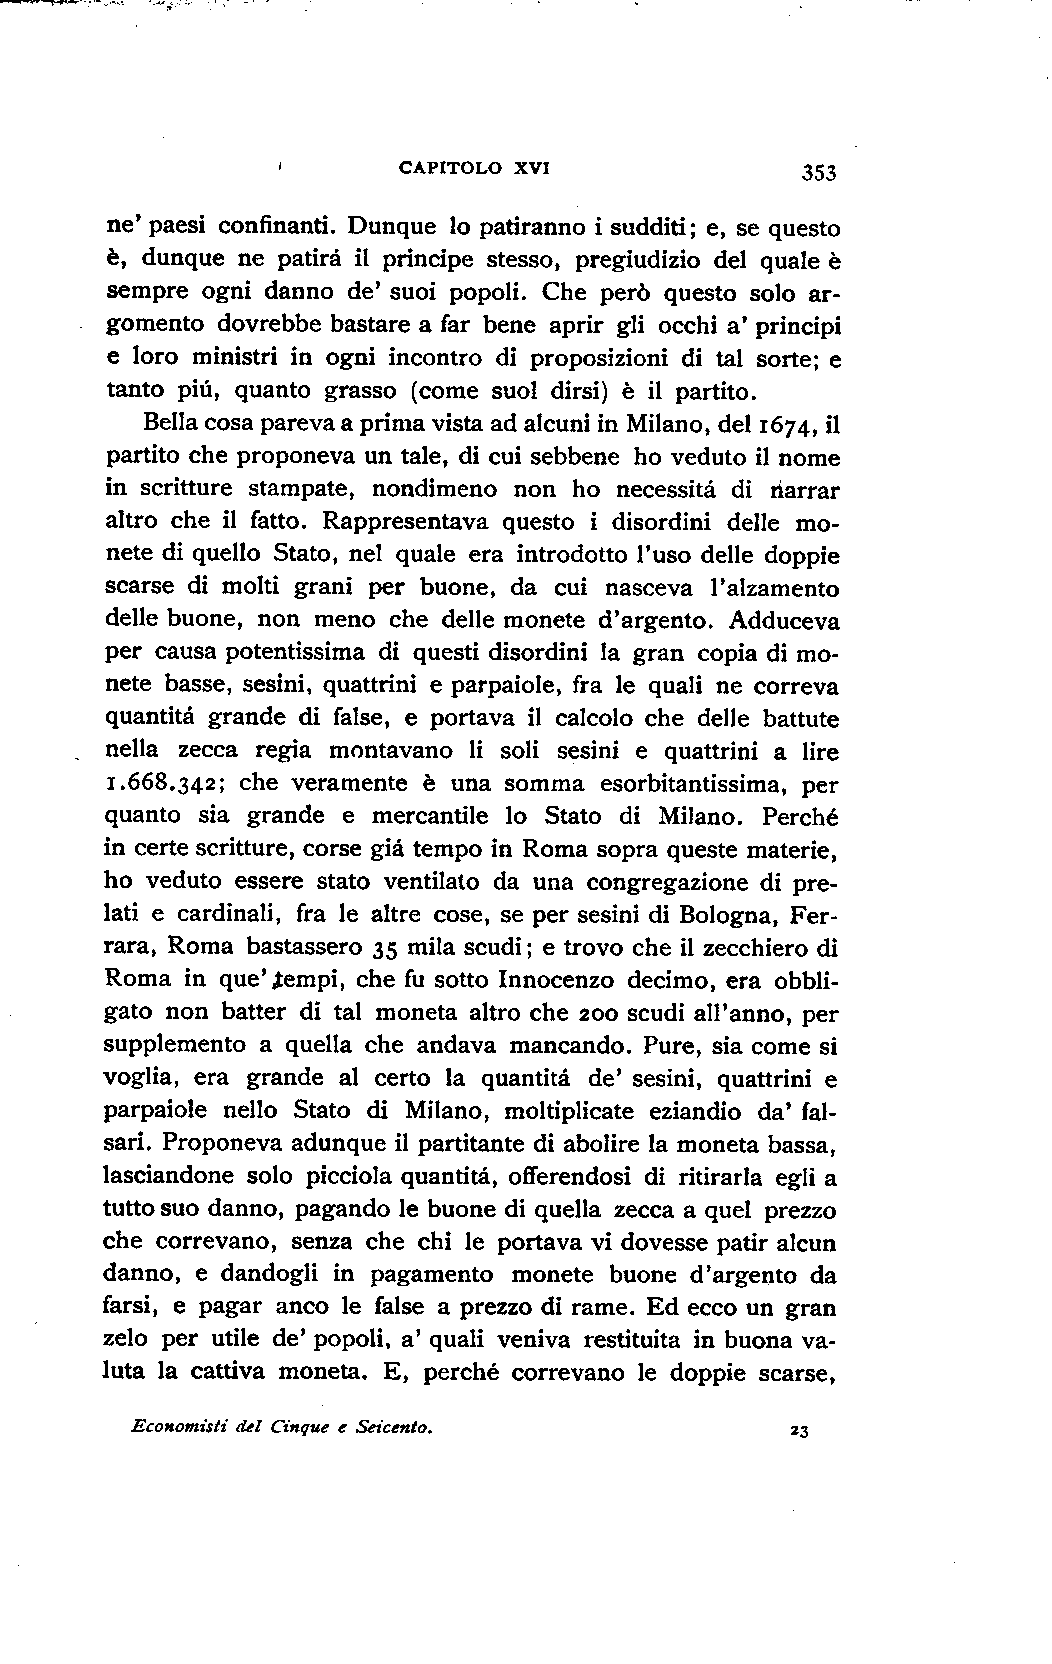 CAPITOLO XVI 353
ne' paesi confinanti. Dunque lo patiranno i sudditi; e, se questo
è, dunque ne patirá il principe stesso, pregiudizio del quale è
sempre ogni danno de' suoi popoli. Che però questo solo ar-
gomento dovrebbe bastare a far bene aprir gli occhi a' principi
e loro ministri in ogni incontro di proposizioni di tal sorte; e
tanto piú, quanto grasso (come suol dirsi) è il partito.
Bella cosa pareva a prima vista ad alcuni in Milano, del 1674, il
partito che proponeva un tale, di cui sebbene ho veduto il nome
in scritture stampate, nondimeno non ho necessitá di narrar
altro che il fatto. Rappresentava questo i disordini delle mo-
nete di quello Stato, nel quale era introdotto l'uso delle doppie
scarse di molti grani per buone, da cui nasceva l'alzamento
delle buone, non meno che delle monete d'argento. Adduceva
per causa potentissima di questi disordini la gran copia di mo-
nete basse, sesini, quattrini e parpaiole, fra le quali ne correva
quantitá grande di false, e portava il calcolo che delle battute
nella zecca regia montavano li soli sesini e quattrini a lire
1.668.342; che veramente è una somma esorbitantissima, per
quanto sia grande e mercantile lo Stato di Milano. Perché
in certe scritture, corse giá tempo in Roma sopra queste materie,
ho veduto essere stato ventilato da una congregazione di pre-
lati e cardinali, fra le altre cose, se per sesini di Bologna, Fer-
rara, Roma bastassero 35 mila scudi; e trovo che il zecchiero di
Roma in que' tempi, che fu sotto Innocenzo decimo, era obbli-
gato non batter di tal moneta altro che 200 scudi all'anno, per
supplemento a quella che andava mancando. Pure, sia come si
voglia, era grande al certo la quantitá de' sesini, quattrini e
parpaiole nello Stato di Milano, moltiplicate eziandio da' fal-
sari. Proponeva adunque il partitante di abolire la moneta bassa,
lasciandone solo picciola quantitá, offerendosi di ritirarla egli a
tutto suo danno, pagando le buone di quella zecca a quel prezzo
che correvano, senza che chi le portava vi dovesse patir alcun
danno, e dandogli in pagamento monete buone d'argento da
farsi, e pagar anco le false a prezzo di rame. Ed ecco un gran
zelo per utile de' popoli, a' quali veniva restituita in buona va-
luta la cattiva moneta. E, perché correvano le doppie scarse,
Economisti del Cinque e Seicento. 23